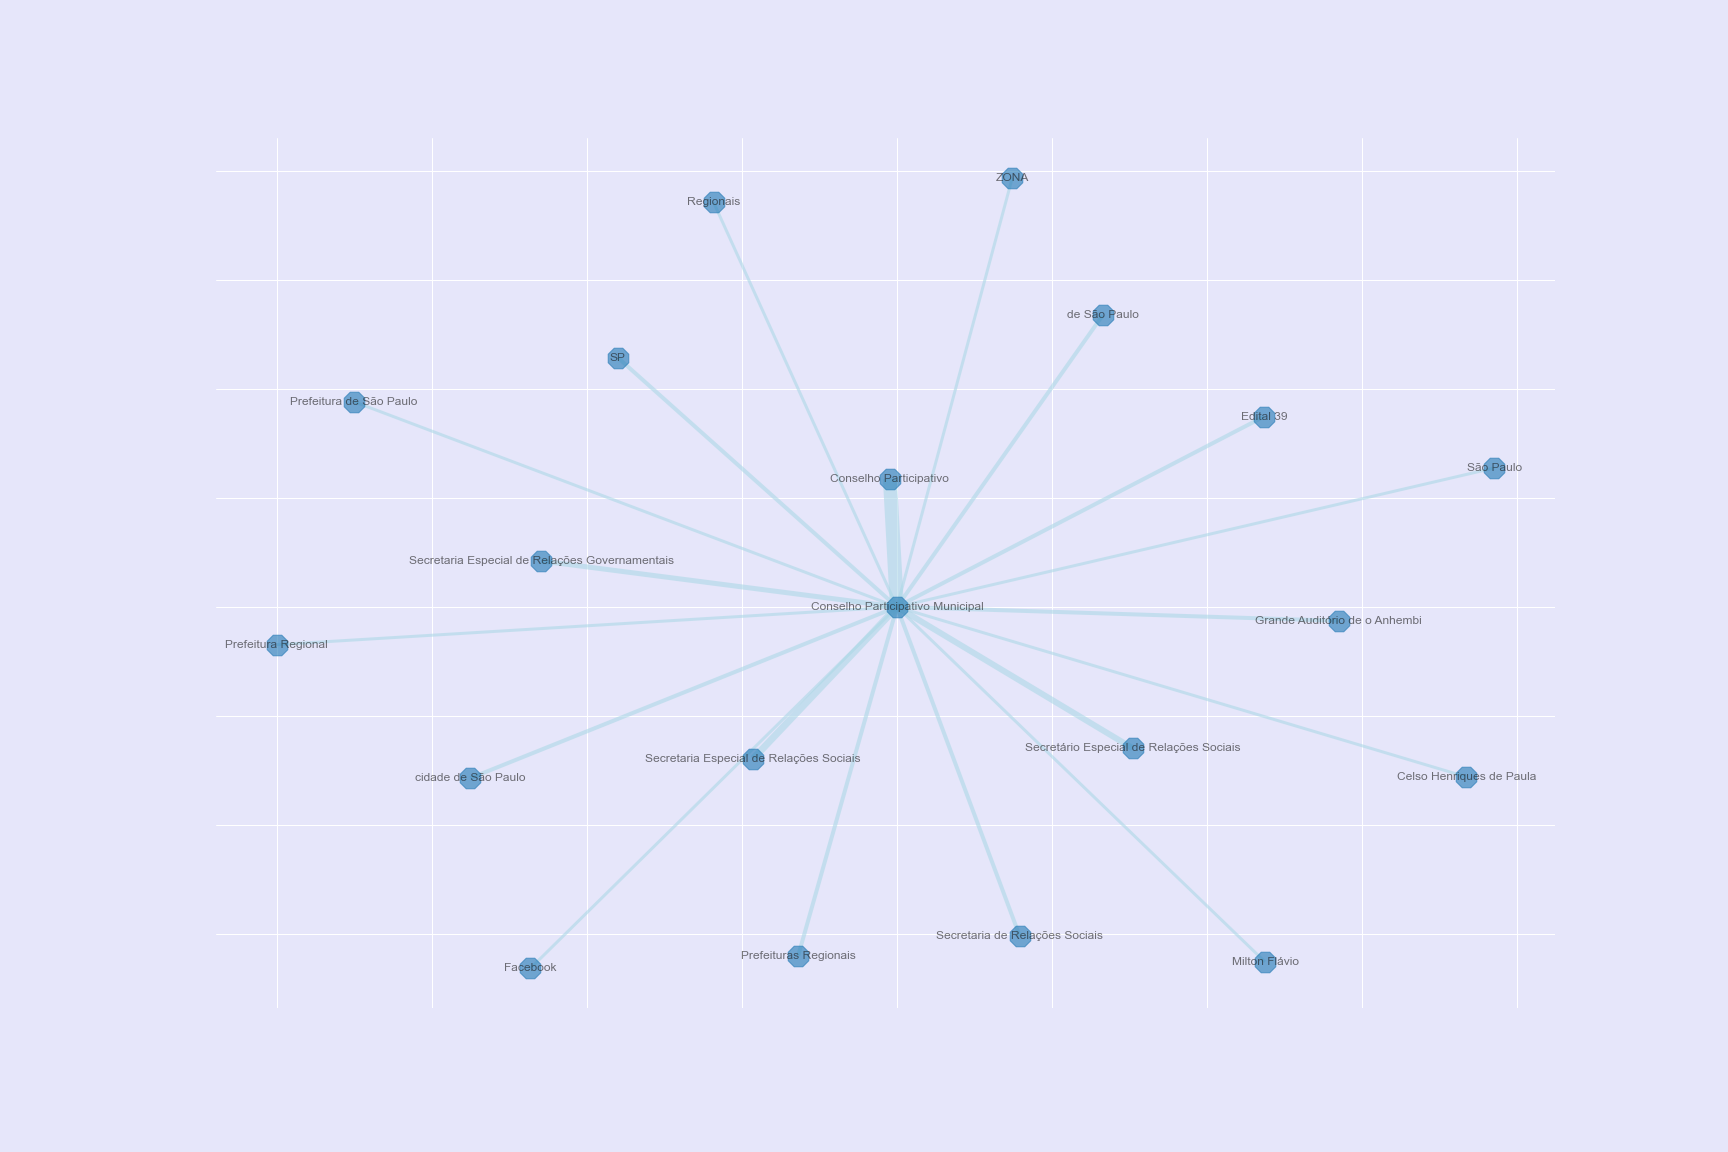 ZONA
Regionais
de São Paulo
SP
Prefeitura de São Paulo
Edital 39
São Paulo
Conselho Participativo
Secretaria Especial de Relações Governamentais
Conselho Participativo Municipal
Grande Auditório de o Anhembi
Prefeitura Regional
Secretário Especial de Relações Sociais
Secretaria Especial de Relações Sociais
cidade de São Paulo
Celso Henriques de Paula
Secretaria de Relações Sociais
Prefeituras Regionais
Milton Flávio
Facebook